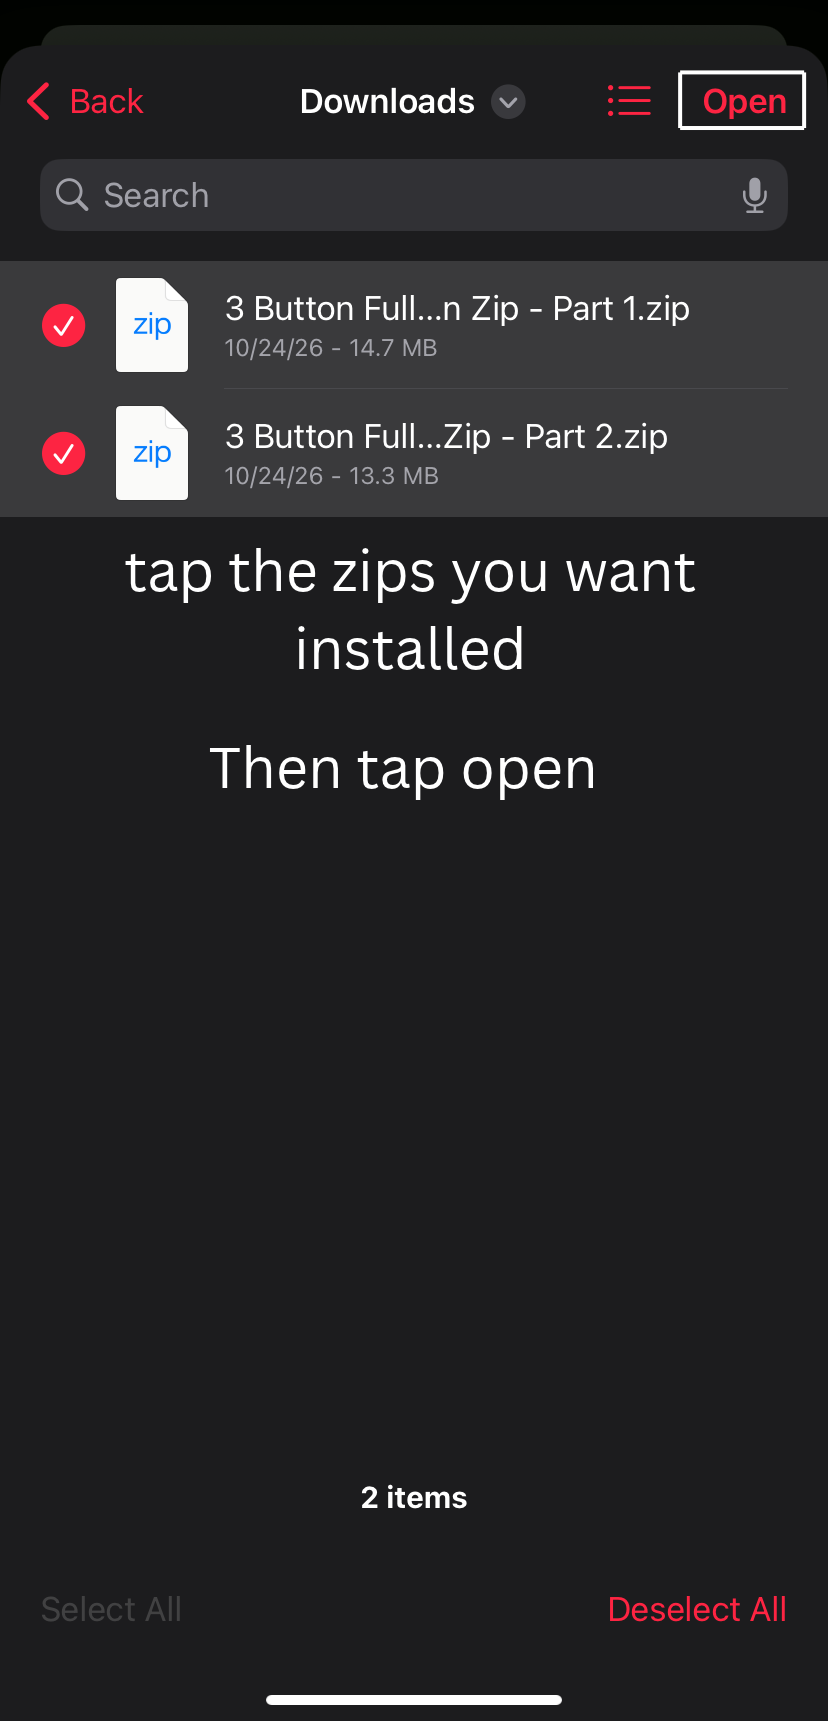 Back
Downloads
Open
Search
zip
3 Button Full...n Zip - Part 1.zip
10/24/26 - 14.7 MB
zip
3 Button Full...Zip - Part 2.zip
10/24/26 - 13.3 MB
tap the zips you want
installed
Then tap open
2 items
Select All
Deselect All